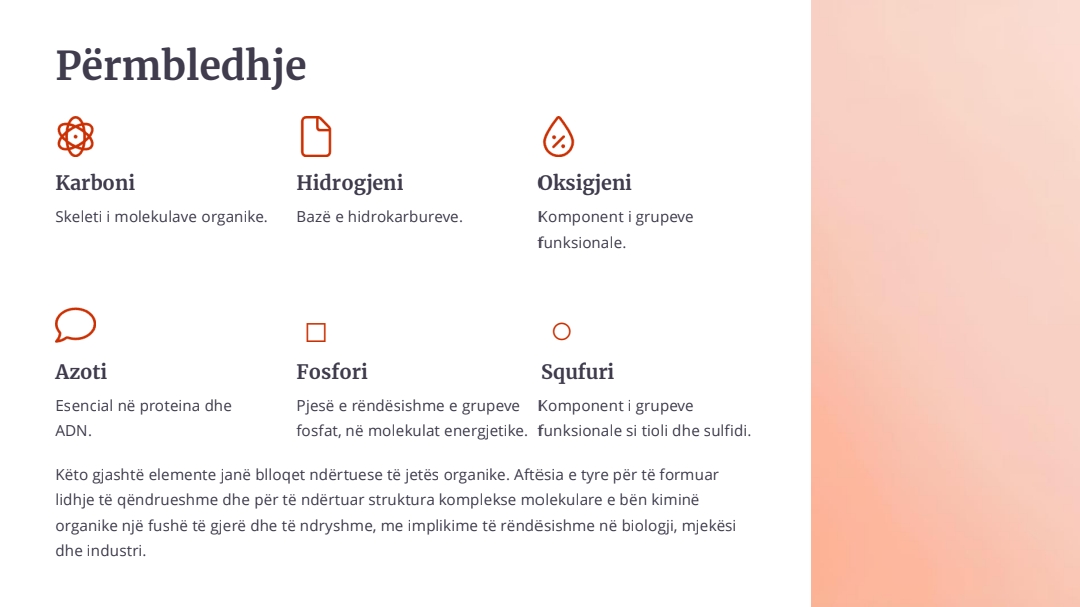 Përmbledhje
Karboni
Skeleti i molekulave organike.
Hidrogjeni
Bazë e hidrokarbureve.
Oksigjeni
Komponent i grupeve
funksionale.
Azoti
Esencial në proteina dhe
ADN.
Fosfori
Pjesë e rëndësishme e grupeve
fosfat, në molekulat energjetike.
Squfuri
Komponent i grupeve
funksionale si tioli dhe sulfidi.
Këto gjashtë elemente janë blloqet ndërtuese të jetës organike. Aftësia e tyre për të formuar
lidhje të qëndrueshme dhe për të ndërtuar struktura komplekse molekulare e bën kiminë
organike një fushë të gjerë dhe të ndryshme, me implikime të rëndësishme në biologji, mjekësi
dhe industri.